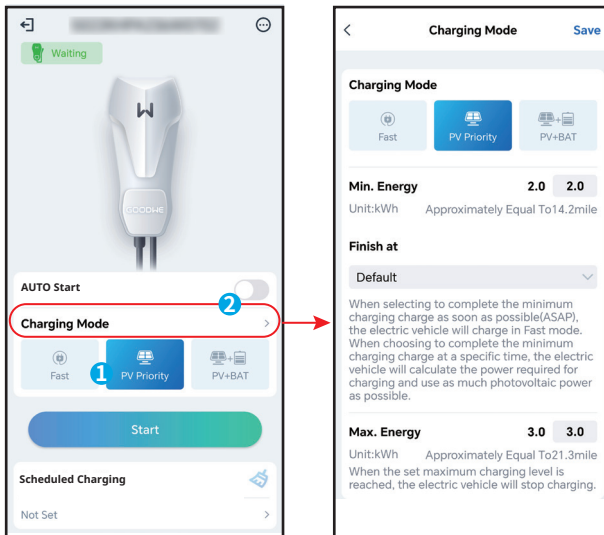 Waiting
GOODWE
AUTO Start
2
Charging Mode
1
Fast
PV Priority
PV+BAT
Start
Scheduled Charging
Not Set
Charging Mode
Save
Charging Mode
Fast
PV Priority
PV+BAT
Min. Energy 2.0 2.0
Unit:kWh Approximately Equal To14.2mile
Finish at
Default
When selecting to complete the minimum
charging charge as soon as possible(ASAP),
the electric vehicle will charge in Fast mode.
When choosing to complete the minimum
charging charge at a specific time, the electric
vehicle will calculate the power required for
charging and use as much photovoltaic power
as possible.
Max. Energy 3.0 3.0
Unit:kWh Approximately Equal To21.3mile
When the set maximum charging level is
reached, the electric vehicle will stop charging.